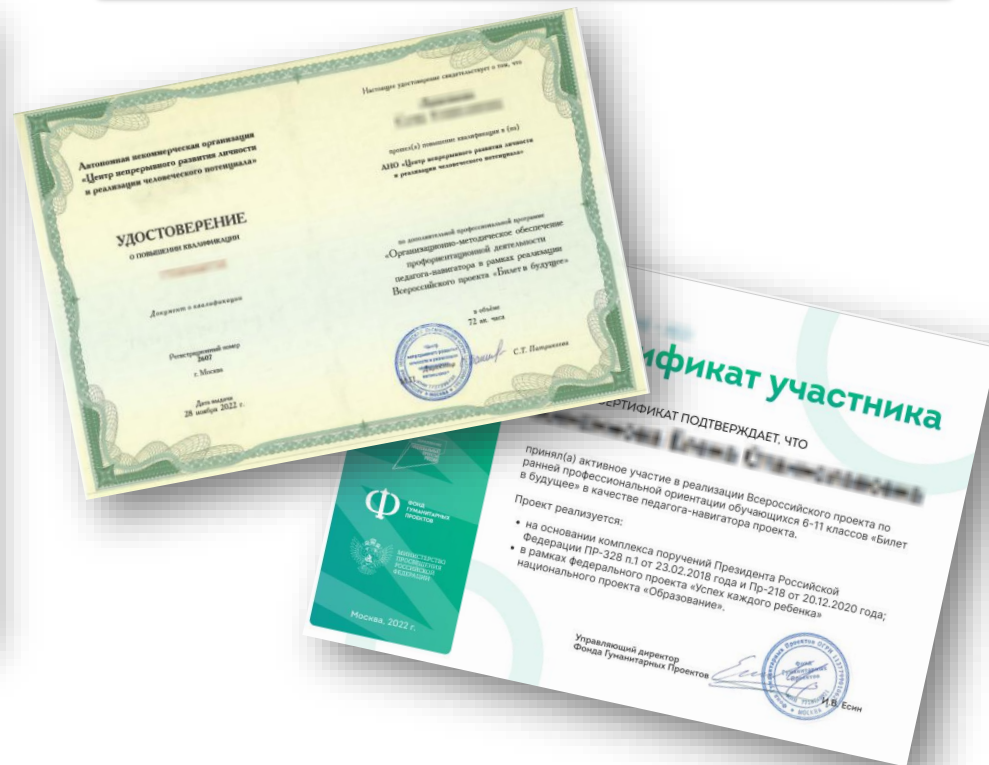 Автономная некоммерческая организация
«Центр непрерывного развития личности
и реализации человеческого потенциала»
УДОСТОВЕРЕНИЕ
О ПОВЫШЕНИИ КВАЛИФИКАЦИИ
Документ о квалификации
Регистрационный номер
2607
г. Москва
Дата выдачи
28 ноября 2022 г.
Настоящее удостоверение свидетельствует о том, что
прошел(а) повышение квалификации в (на)
АНО «Центр непрерывного развития личности
и реализации человеческого потенциала»
по дополнительной профессиональной программе
«Организационно-методическое обеспечение
профориентационной деятельности
педагога-навигатора в рамках реализации
Всероссийского проекта «Билет в будущее»
в объёме
72 ак. часа
Директор
С.Т.
ификат участника
СЕРТИФИКАТ ПОДТВЕРЖДАЕТ, ЧТО
принял(а) активное участие в реализации Всероссийского проекта по
ранней профессиональной ориентации обучающихся 6-11 классов «Билет
в будущее» в качестве педагога-навигатора проекта.
Проект реализуется:
• на основании комплекса поручений Президента Российской
Федерации ПР-328 п.1 от 23.02.2018 года и Пр-218 от 20.12.2020 года;
• в рамках федерального проекта «Успех каждого ребенка»
национального проекта «Образование».
ФОНД
ГУМАНИТАРНЫХ
ПРОЕКТОВ
МИНИСТЕРСТВО
ПРОСВЕЩЕНИЯ
РОССИЙСКОЙ
ФЕДЕРАЦИИ
Москва, 2022 г.
Управляющий директор
Фонда Гуманитарных Проектов
И.В. Есин